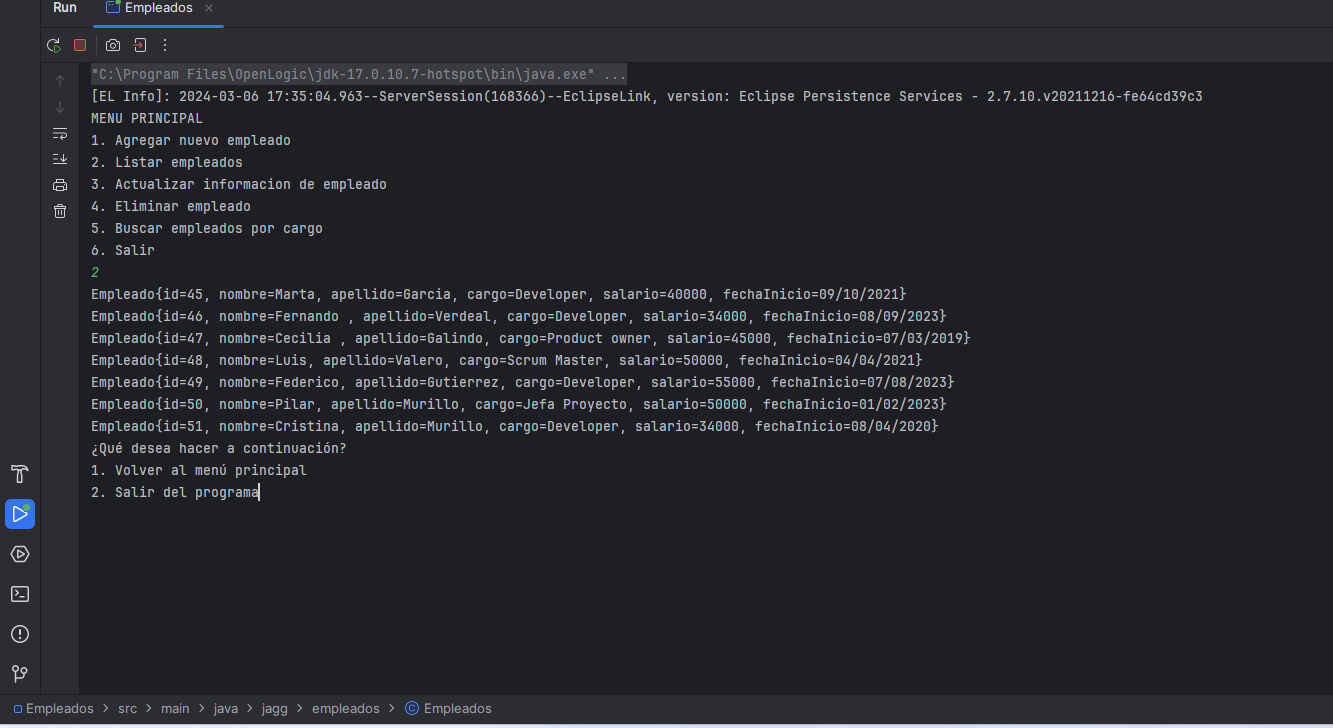 Run Empleados
"C:\Program Files\OpenLogic\jdk-17.0.10.7-hotspot\bin\java.exe" ...
[EL Info]: 2024-03-06 17:35:04.963--ServerSession(168366)--EclipseLink, version: Eclipse Persistence Services - 2.7.10.v20211216-fe64cd39c3
MENU PRINCIPAL
1. Agregar nuevo empleado
2. Listar empleados
3. Actualizar informacion de empleado
4. Eliminar empleado
5. Buscar empleados por cargo
6. Salir
2
Empleado{id=45, nombre=Marta, apellido=Garcia, cargo=Developer, salario=40000, fechaInicio=09/10/2021}
Empleado{id=46, nombre=Fernando , apellido=Verdeal, cargo=Developer, salario=34000, fechaInicio=08/09/2023}
Empleado{id=47, nombre=Cecilia , apellido=Galindo, cargo=Product owner, salario=45000, fechaInicio=07/03/2019}
Empleado{id=48, nombre=Luis, apellido=Valero, cargo=Scrum Master, salario=50000, fechaInicio=04/04/2021}
Empleado{id=49, nombre=Federico, apellido=Gutierrez, cargo=Developer, salario=55000, fechaInicio=07/08/2023}
Empleado{id=50, nombre=Pilar, apellido=Murillo, cargo=Jefa Proyecto, salario=50000, fechaInicio=01/02/2023}
Empleado{id=51, nombre=Cristina, apellido=Murillo, cargo=Developer, salario=34000, fechaInicio=08/04/2020}
¿Qué desea hacer a continuación?
1. Volver al menú principal
2. Salir del programa
Empleados > src > main > java > jagg > empleados > Empleados